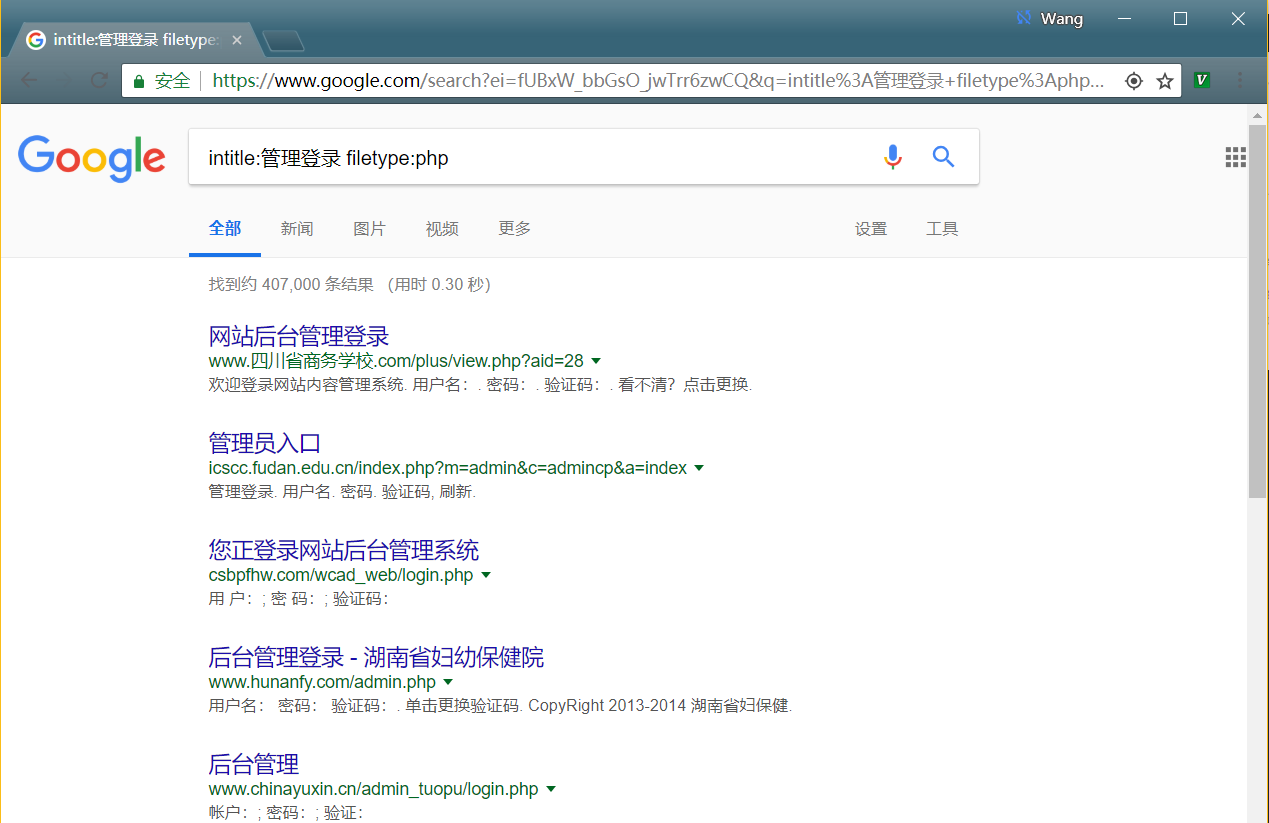 Wang
intitle:管理登录 filetype:
安全 https://www.google.com/search?ei=fUBxW_bbGsO_jwTrr6zwCQ&q=intitle%3A管理登录+filetype%3Aphp...
Google intitle:管理登录 filetype:php
全部 新闻 图片 视频 更多 设置 工具
找到约 407,000 条结果 （用时 0.30 秒）
网站后台管理登录
www.四川省商务学校.com/plus/view.php?aid=28
欢迎登录网站内容管理系统. 用户名：. 密码：. 验证码：. 看不清？点击更换.
管理员入口
icscc.fudan.edu.cn/index.php?m=admin&c=admincp&a=index
管理登录. 用户名. 密码. 验证码, 刷新.
您正登录网站后台管理系统
csbpfhw.com/wcad_web/login.php
用 户：; 密 码：; 验证码：
后台管理登录 - 湖南省妇幼保健院
www.hunanfy.com/admin.php
用户名： 密码： 验证码：. 单击更换验证码. CopyRight 2013-2014 湖南省妇幼保健.
后台管理
www.chinayuxin.cn/admin_tuopu/login.php
帐户：; 密码：; 验证：